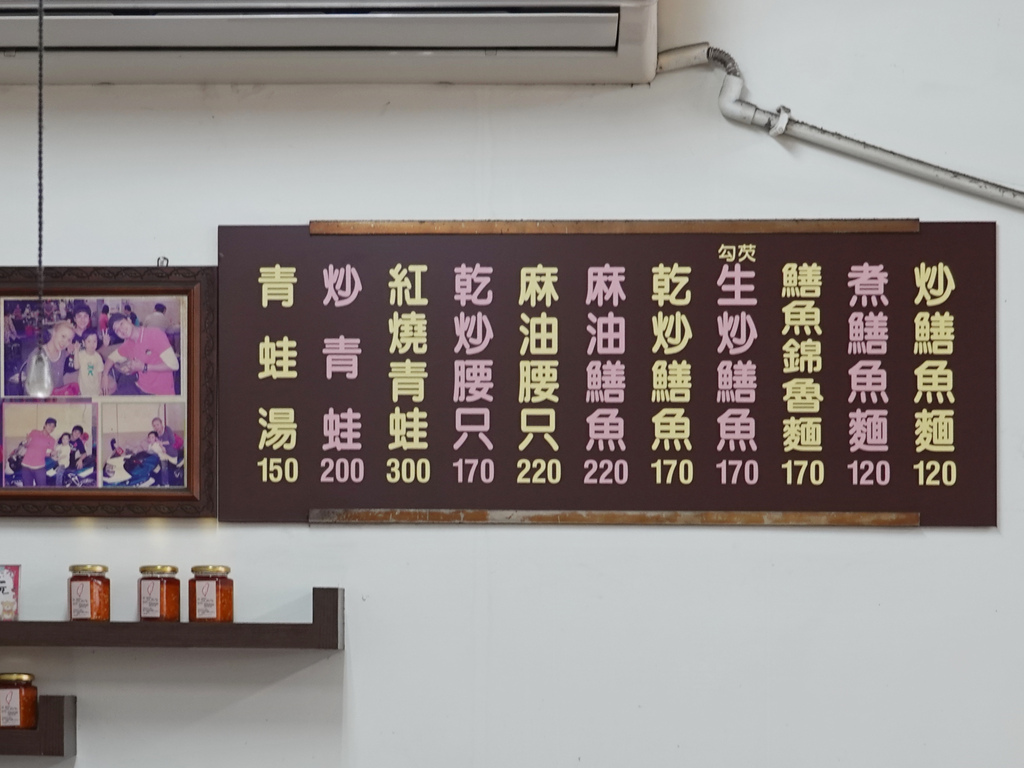 炒鱔魚麵 120
煮鱔魚麵 120
鱔魚錦魯麵 170
勾芡
生炒鱔魚 170
乾炒鱔魚 170
麻油鱔魚 220
麻油腰只 220
乾炒腰只 170
紅燒青蛙 300
炒青蛙 200
青蛙湯 150